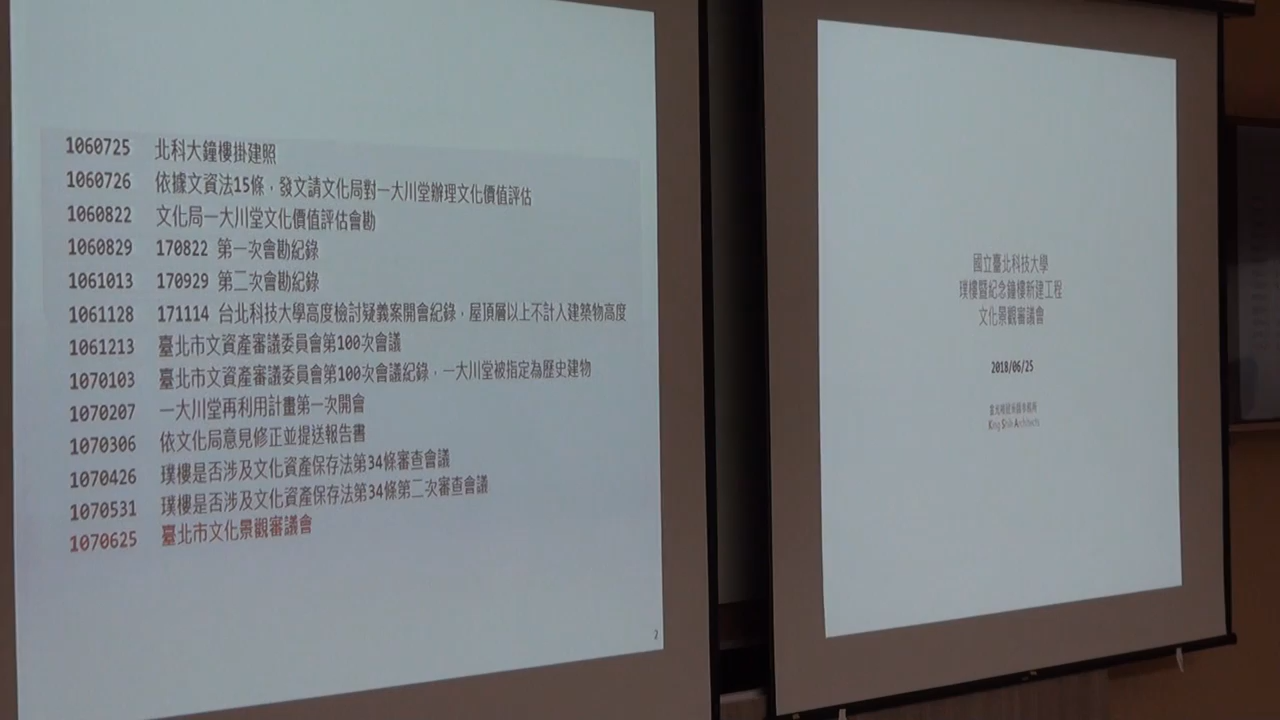 1060725 北科大鐘樓掛建照
1060726 依據文資法15條，發文請文化局對一大川堂辦理文化價值評估
1060822 文化局一大川堂文化價值評估會勘
1060829 170822 第一次會勘紀錄
1061013 170929 第二次會勘紀錄
1061128 171114 台北科技大學高度檢討疑義案開會紀錄，屋頂層以上不計入建築物高度
1061213 臺北市文資產審議委員會第100次會議
1070103 臺北市文資產審議委員會第100次會議紀錄，一大川堂被指定為歷史建物
1070207 一大川堂再利用計畫第一次開會
1070306 依文化局意見修正並提送報告書
1070426 璞樓是否涉及文化資產保存法第34條審查會議
1070531 璞樓是否涉及文化資產保存法第34條第二次審查會議
1070625 臺北市文化景觀審議會
2
國立臺北科技大學
璞樓暨紀念鐘樓新建工程
文化景觀審議會
2018/06/25
King Shih Architects